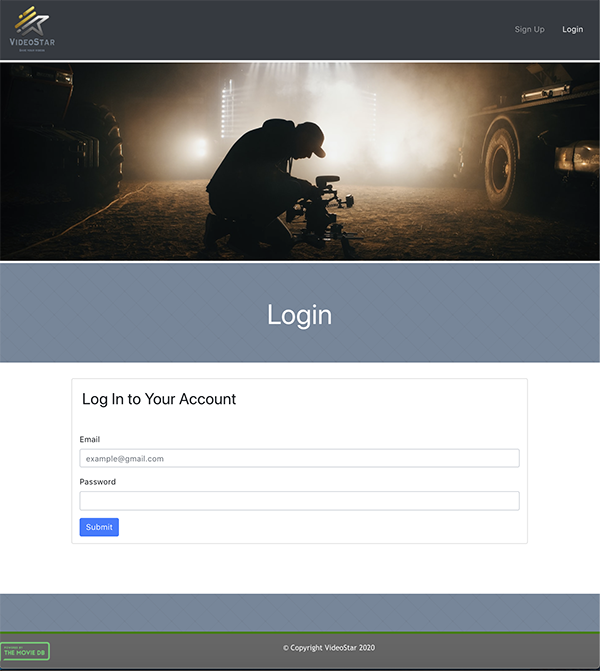 VIDEOSTAR
Sign Up
Login
Login
Log In to Your Account
Email
example@gmail.com
Password
Submit
© Copyright VideoStar 2020
POWERED BY
THE MOVIE DB